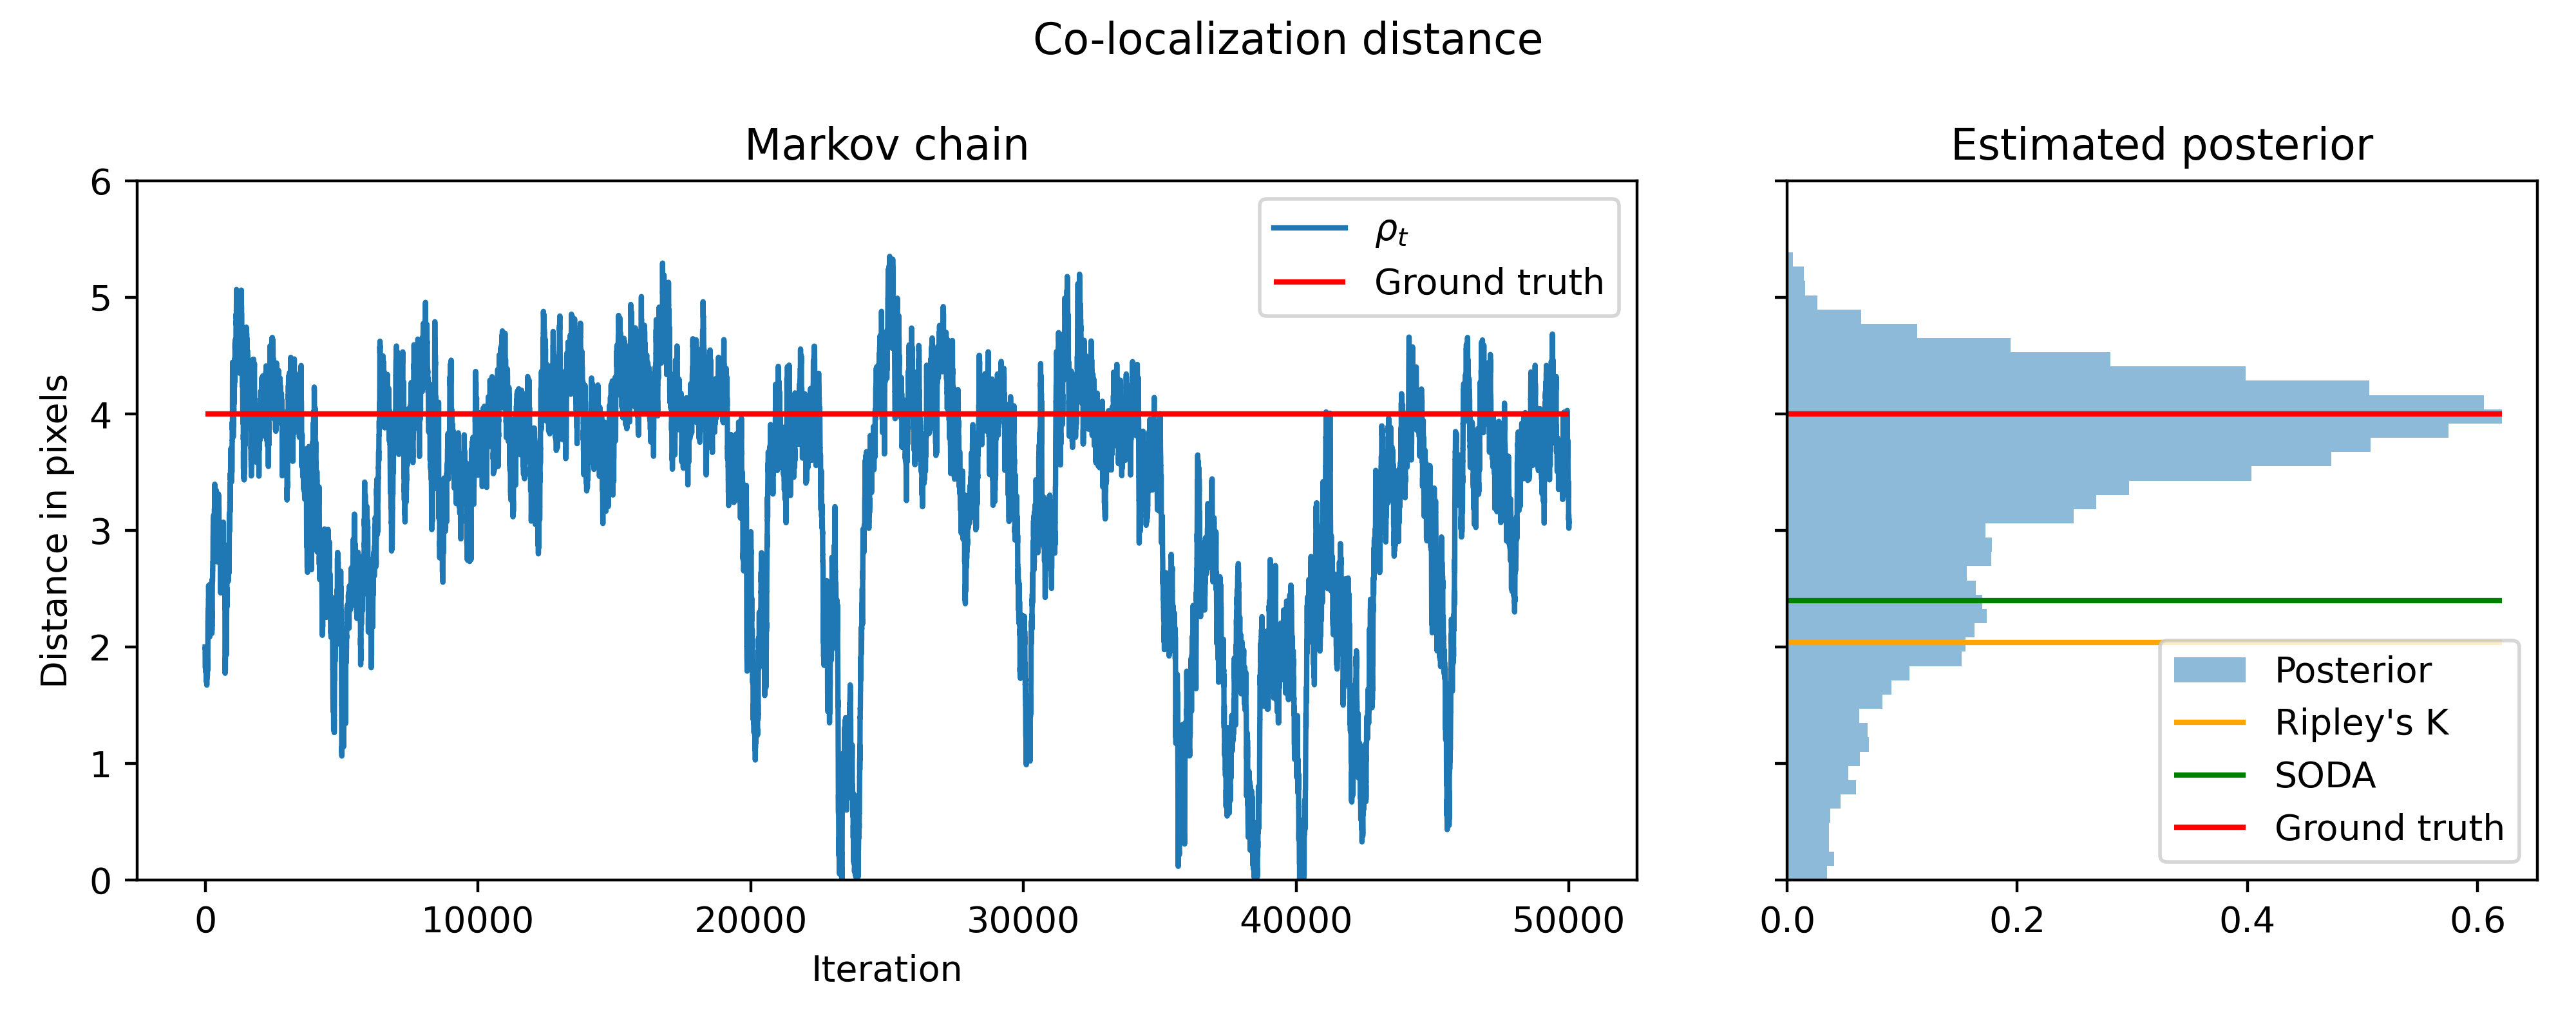 Co-localization distance
Markov chain
Distance in pixels
6
5
4
3
2
1
0
0
10000
20000
30000
40000
50000
Iteration
ρt
Ground truth
Estimated posterior
0.0
0.2
0.4
0.6
Posterior
Ripley's K
SODA
Ground truth